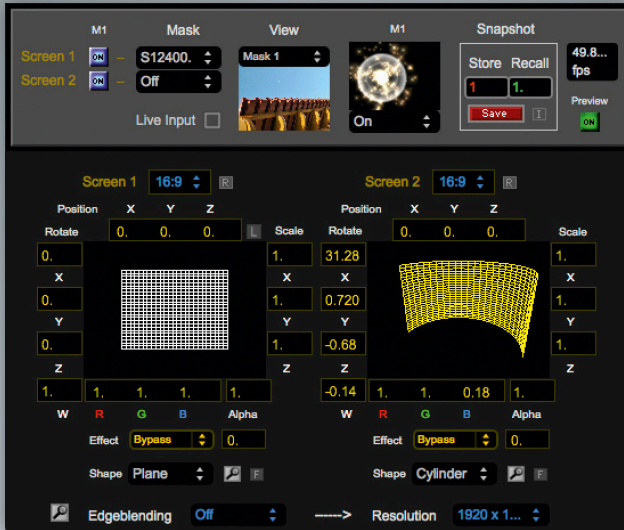 M1 Mask View M1 Snapshot
Screen 1 ON – S12400. Mask 1 Store Recall 49.8... fps
Screen 2 ON – Off 1 1.
Live Input On Save I Preview
ON
Screen 1 16:9 R Screen 2 16:9 R
Position X Y Z Position X Y Z
Rotate 0. 0. 0. L Scale Rotate 0. 0. 0. Scale
0. 1. 31.28 1.
X X X X
0. 1. 0.720 1.
Y Y Y Y
0. 1. -0.68 1.
Z Z Z Z
1. 1. 1. 1. 1. -0.14 1. 1. 0.18 1.
W R G B Alpha W R G B Alpha
Effect Bypass 0. Effect Bypass 0.
Shape Plane F Shape Cylinder F
Edgeblending Off -----> Resolution 1920 x 1...